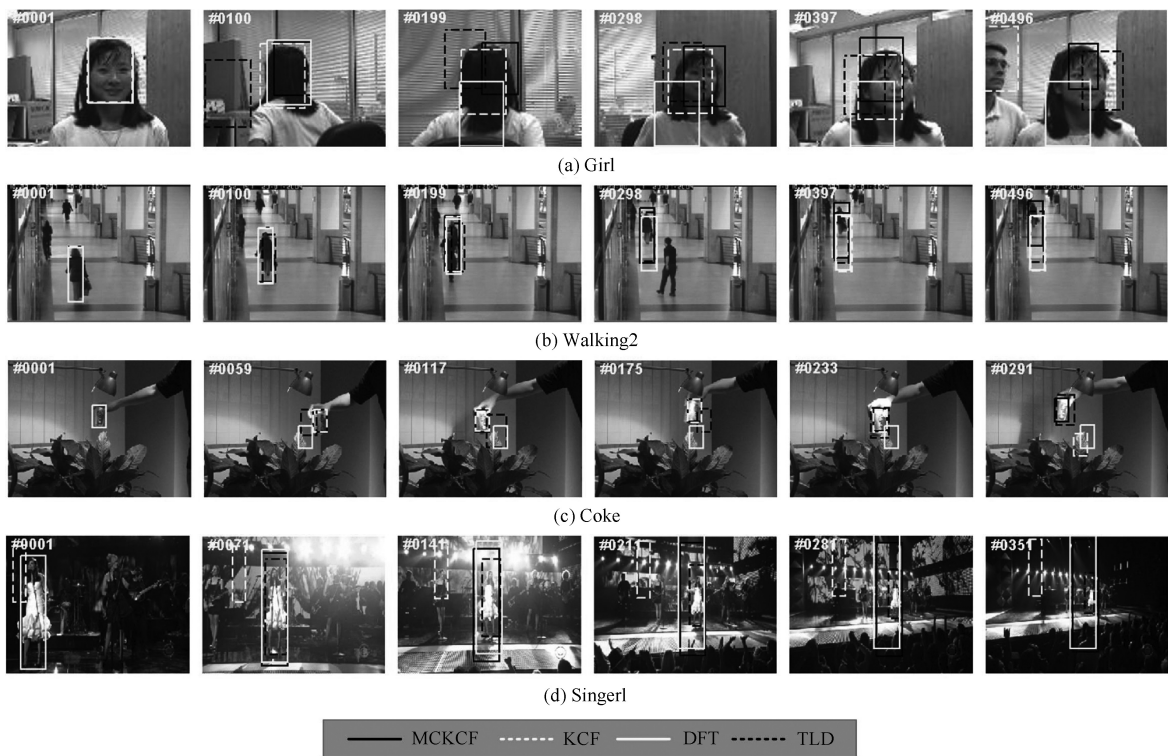 #0001 #0100 #0199 #0298 #0397 #0496
(a) Girl
#0001 #0100 #0199 #0298 #0397 #0496
(b) Walking2
#0001 #0059 #0117 #0175 #0233 #0291
(c) Coke
#0001 #0071 #0141 #0211 #0281 #0351
(d) Singerl
MCKCF KCF DFT TLD